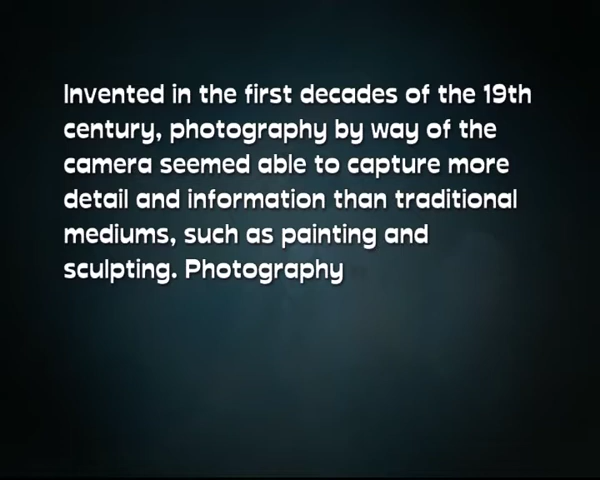 Invented in the first decades of the 19th
century, photography by way of the
camera seemed able to capture more
detail and information than traditional
mediums, such as painting and
sculpting. Photography